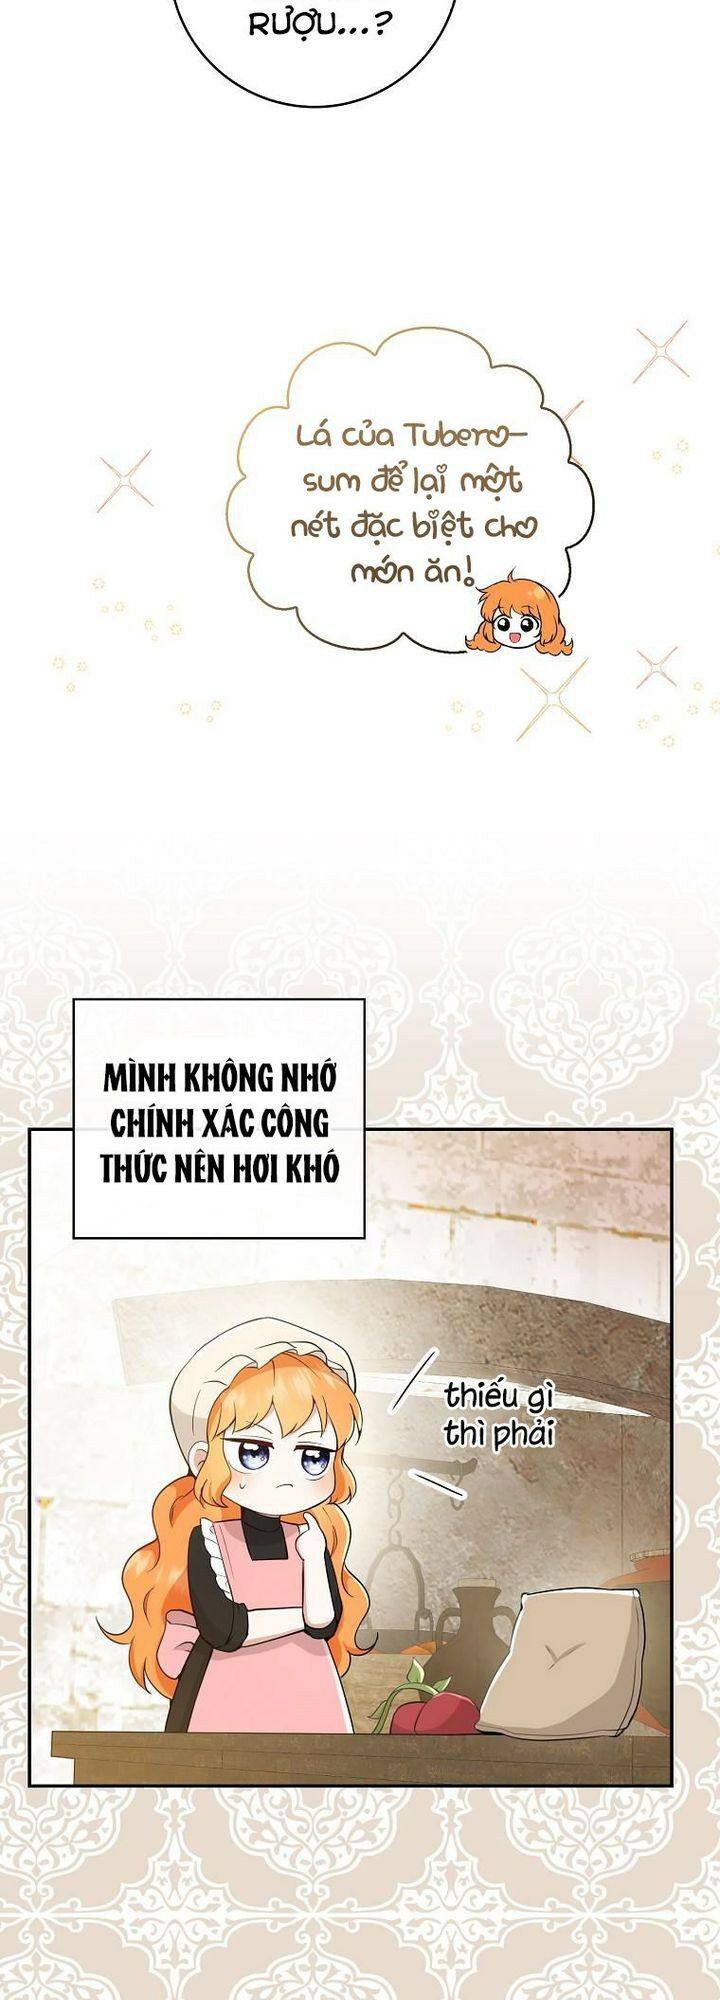 RƯỢU...?
Lá của Tubero-
sum để lại một
nét đặc biệt cho
món ăn!
MÌNH KHÔNG NHỚ
CHÍNH XÁC CÔNG
THỨC NÊN HƠI KHÓ
thiếu gì
thì phải